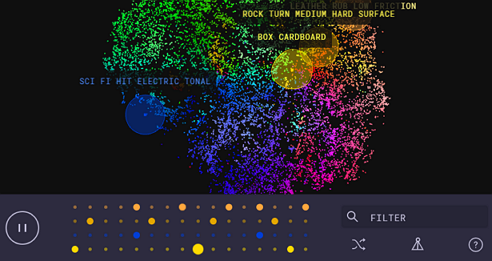 LEATHER RUB LOW FRICTION
ROCK TURN MEDIUM HARD SURFACE
BOX CARDBOARD
SCI FI HIT ELECTRIC TONAL
FILTER
?